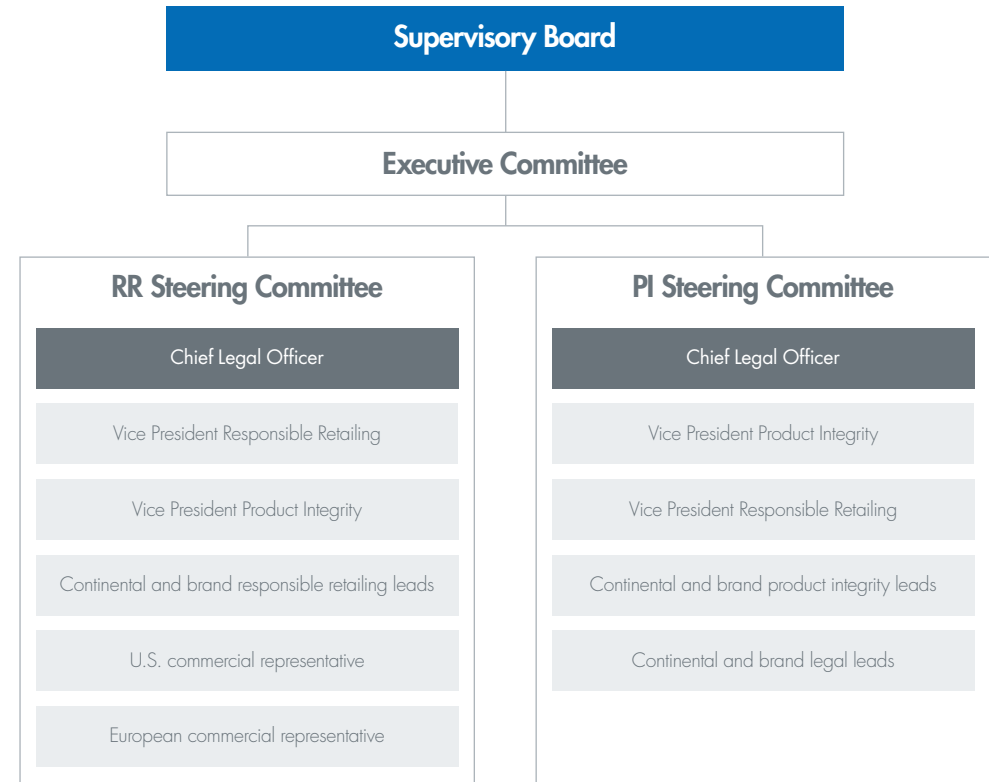 Supervisory Board
Executive Committee
RR Steering Committee
Chief Legal Officer
Vice President Responsible Retailing
Vice President Product Integrity
Continental and brand responsible retailing leads
U.S. commercial representative
European commercial representative
PI Steering Committee
Chief Legal Officer
Vice President Product Integrity
Vice President Responsible Retailing
Continental and brand product integrity leads
Continental and brand legal leads